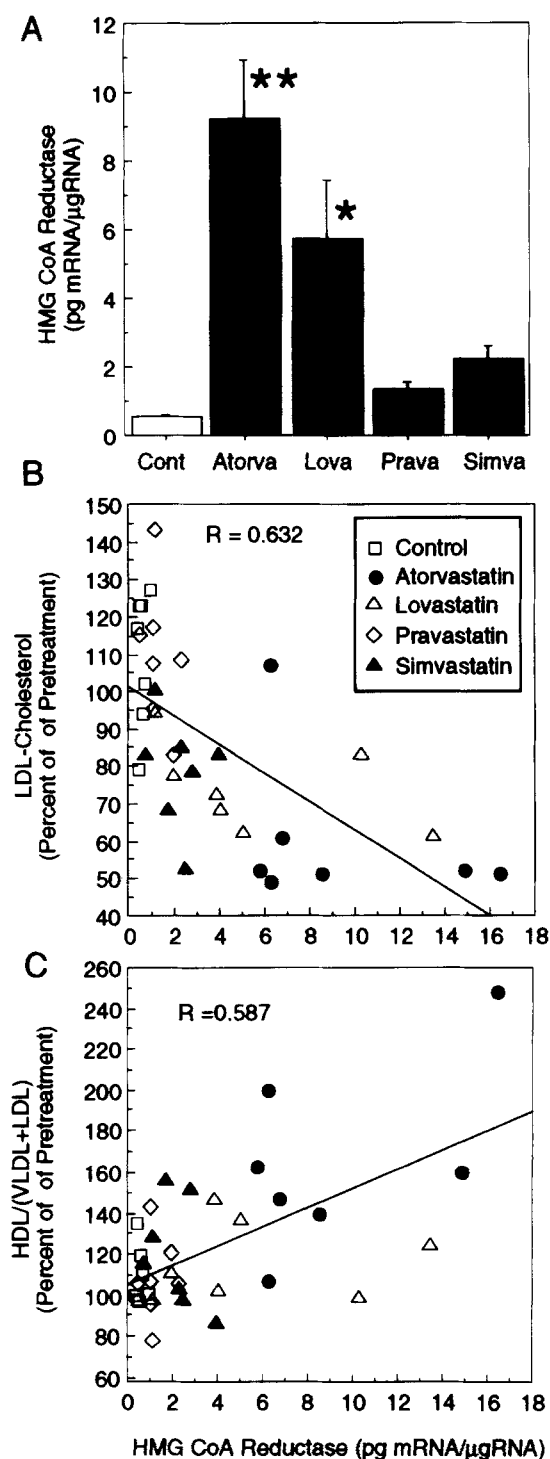 A
HMG CoA Reductase
(pg mRNA/µgRNA)
12
10
8
6
4
2
0
★★
★
Cont Atorva Lova Prava Simva
B
LDL-Cholesterol
(Percent of of Pretreatment)
150
140
130
120
110
100
90
80
70
60
50
40
R = 0.632
Control
Atorvastatin
Lovastatin
Pravastatin
Simvastatin
0 2 4 6 8 10 12 14 16 18
C
HDL/(VLDL+LDL)
(Percent of of Pretreatment)
260
240
220
200
180
160
140
120
100
80
60
R =0.587
0 2 4 6 8 10 12 14 16 18
HMG CoA Reductase (pg mRNA/µgRNA)